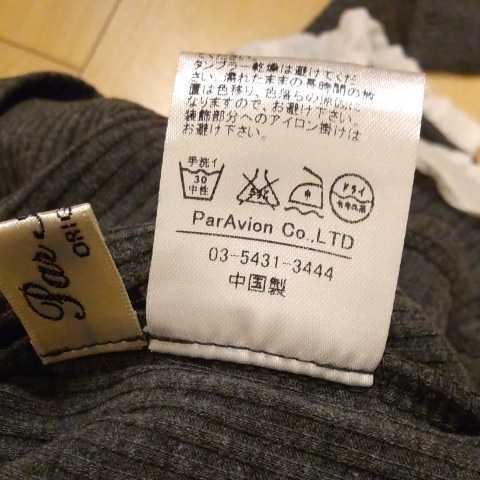 タンブラー乾燥は避けてくだ
さい。濡れたままの長時間の放
置は色移り、色落ちの原因に
なりますので、お避け下さい。
装飾部分へのアイロン掛けは
お避け下さい。
手洗イ
30
中性
ドライ
ParAvion Co.,LTD
03-5431-3444
中国製
Par
ORIG